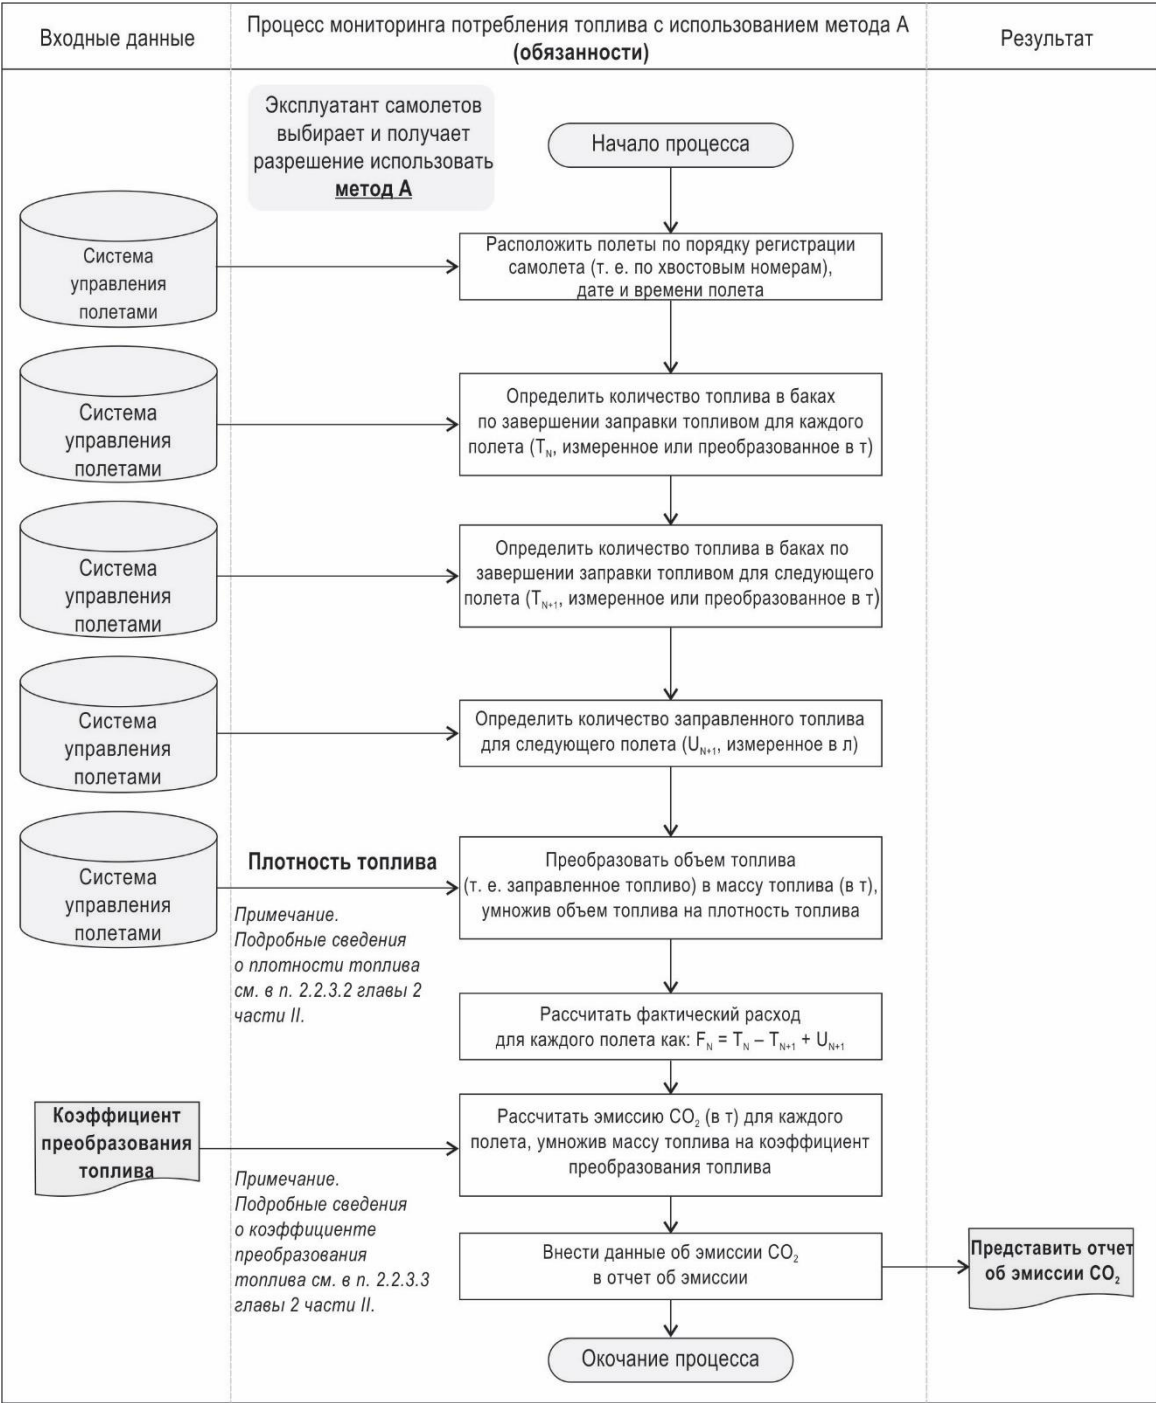 Входные данные
Процесс мониторинга потребления топлива с использованием метода А
(обязанности)
Результат
Эксплуатант самолетов
выбирает и получает
разрешение использовать
метод А
Начало процесса
Система
управления
полетами
Расположить полеты по порядку регистрации
самолета (т. е. по хвостовым номерам),
дате и времени полета
Система
управления
полетами
Определить количество топлива в баках
по завершении заправки топливом для каждого
полета (T_N, измеренное или преобразованное в т)
Система
управления
полетами
Определить количество топлива в баках по
завершении заправки топливом для следующего
полета (T_{N+1}, измеренное или преобразованное в т)
Система
управления
полетами
Определить количество заправленного топлива
для следующего полета (U_{N+1}, измеренное в л)
Система
управления
полетами
Плотность топлива
Примечание.
Подробные сведения
о плотности топлива
см. в п. 2.2.3.2 главы 2
части II.
Преобразовать объем топлива
(т. е. заправленное топливо) в массу топлива (в т),
умножив объем топлива на плотность топлива
Рассчитать фактический расход
для каждого полета как: F_N = T_N – T_{N+1} + U_{N+1}
Коэффициент
преобразования
топлива
Примечание.
Подробные сведения
о коэффициенте
преобразования
топлива см. в п. 2.2.3.3
главы 2 части II.
Рассчитать эмиссию CO₂ (в т) для каждого
полета, умножив массу топлива на коэффициент
преобразования топлива
Внести данные об эмиссии CO₂
в отчет об эмиссии
Представить отчет
об эмиссии CO₂
Окочание процесса